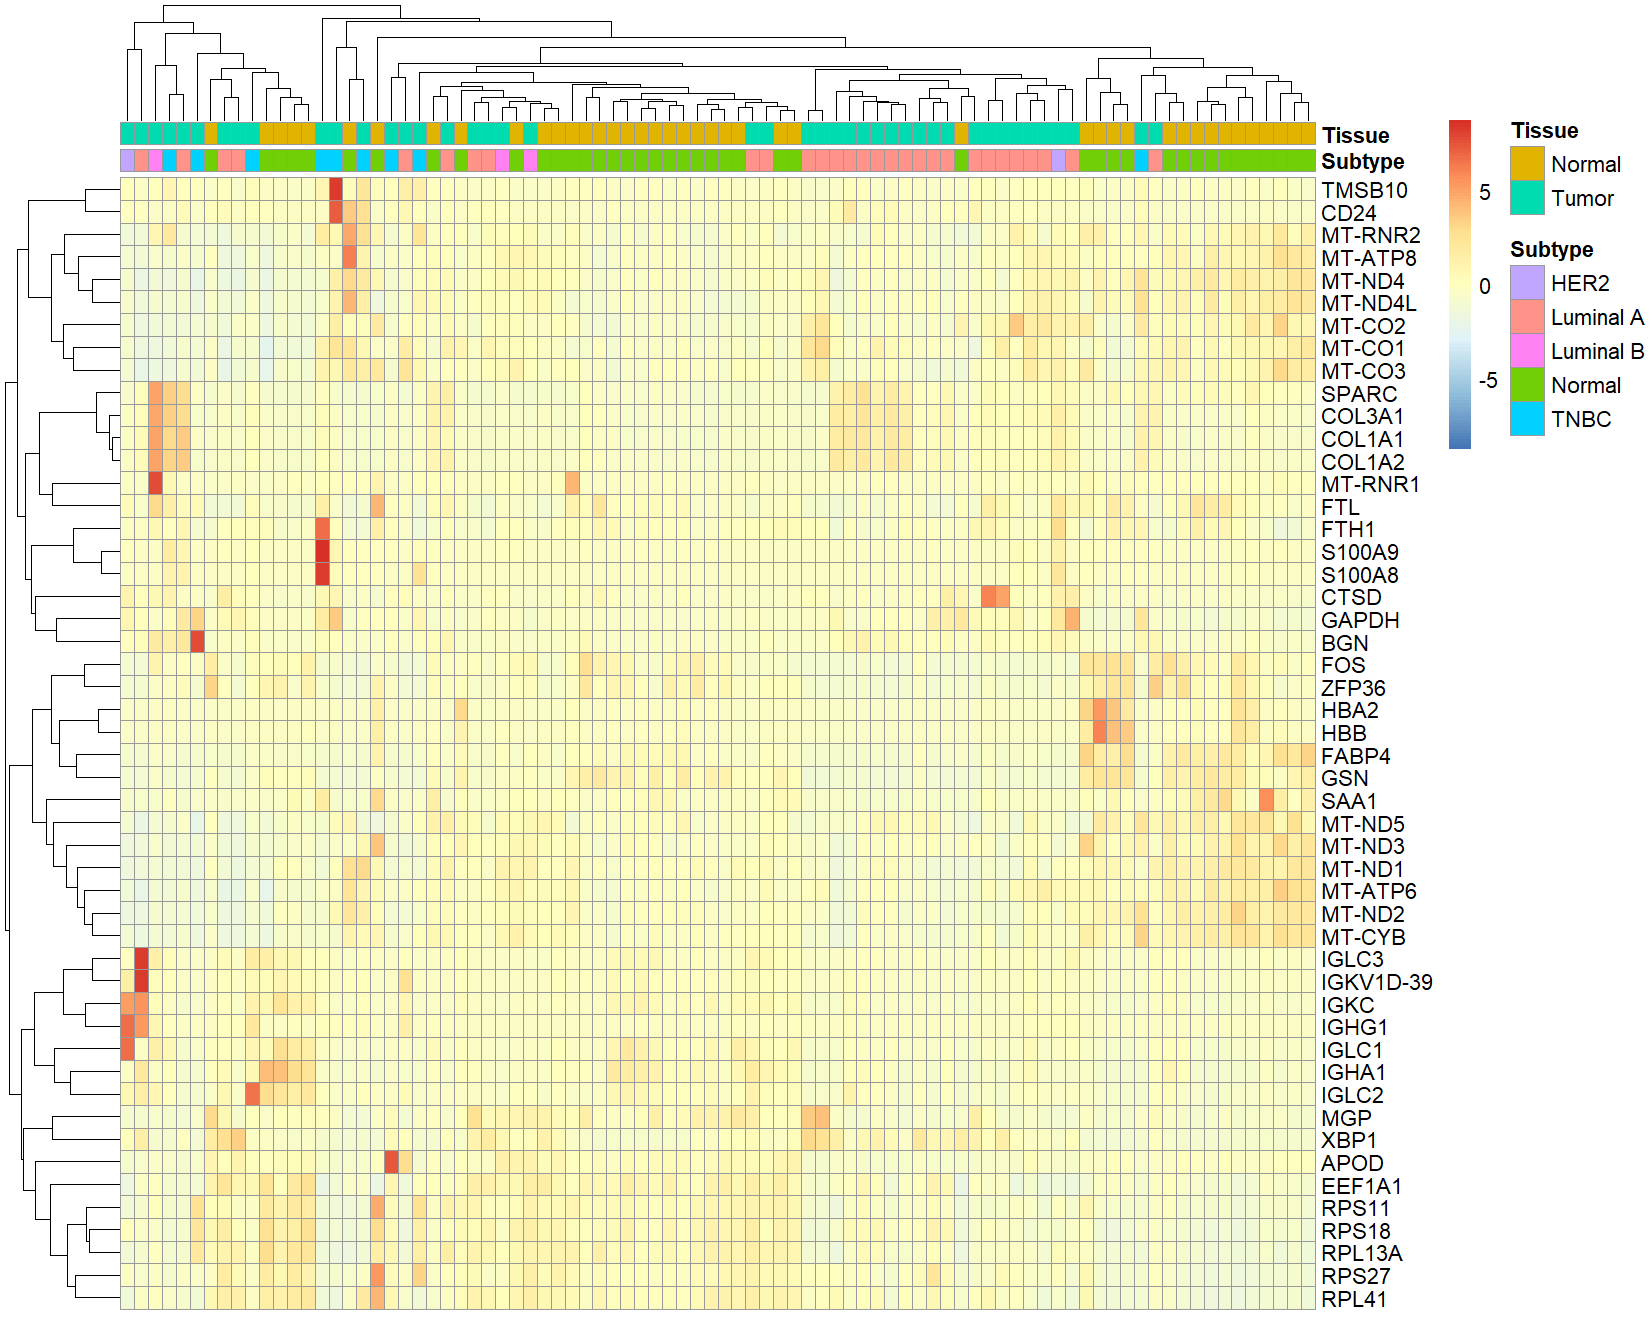 Tissue
Subtype
TMSB10
CD24
MT-RNR2
MT-ATP8
MT-ND4
MT-ND4L
MT-CO2
MT-CO1
MT-CO3
SPARC
COL3A1
COL1A1
COL1A2
MT-RNR1
FTL
FTH1
S100A9
S100A8
CTSD
GAPDH
BGN
FOS
ZFP36
HBA2
HBB
FABP4
GSN
SAA1
MT-ND5
MT-ND3
MT-ND1
MT-ATP6
MT-ND2
MT-CYB
IGLC3
IGKV1D-39
IGKC
IGHG1
IGLC1
IGHA1
IGLC2
MGP
XBP1
APOD
EEF1A1
RPS11
RPS18
RPL13A
RPS27
RPL41
5
0
-5
Tissue
Normal
Tumor
Subtype
HER2
Luminal A
Luminal B
Normal
TNBC